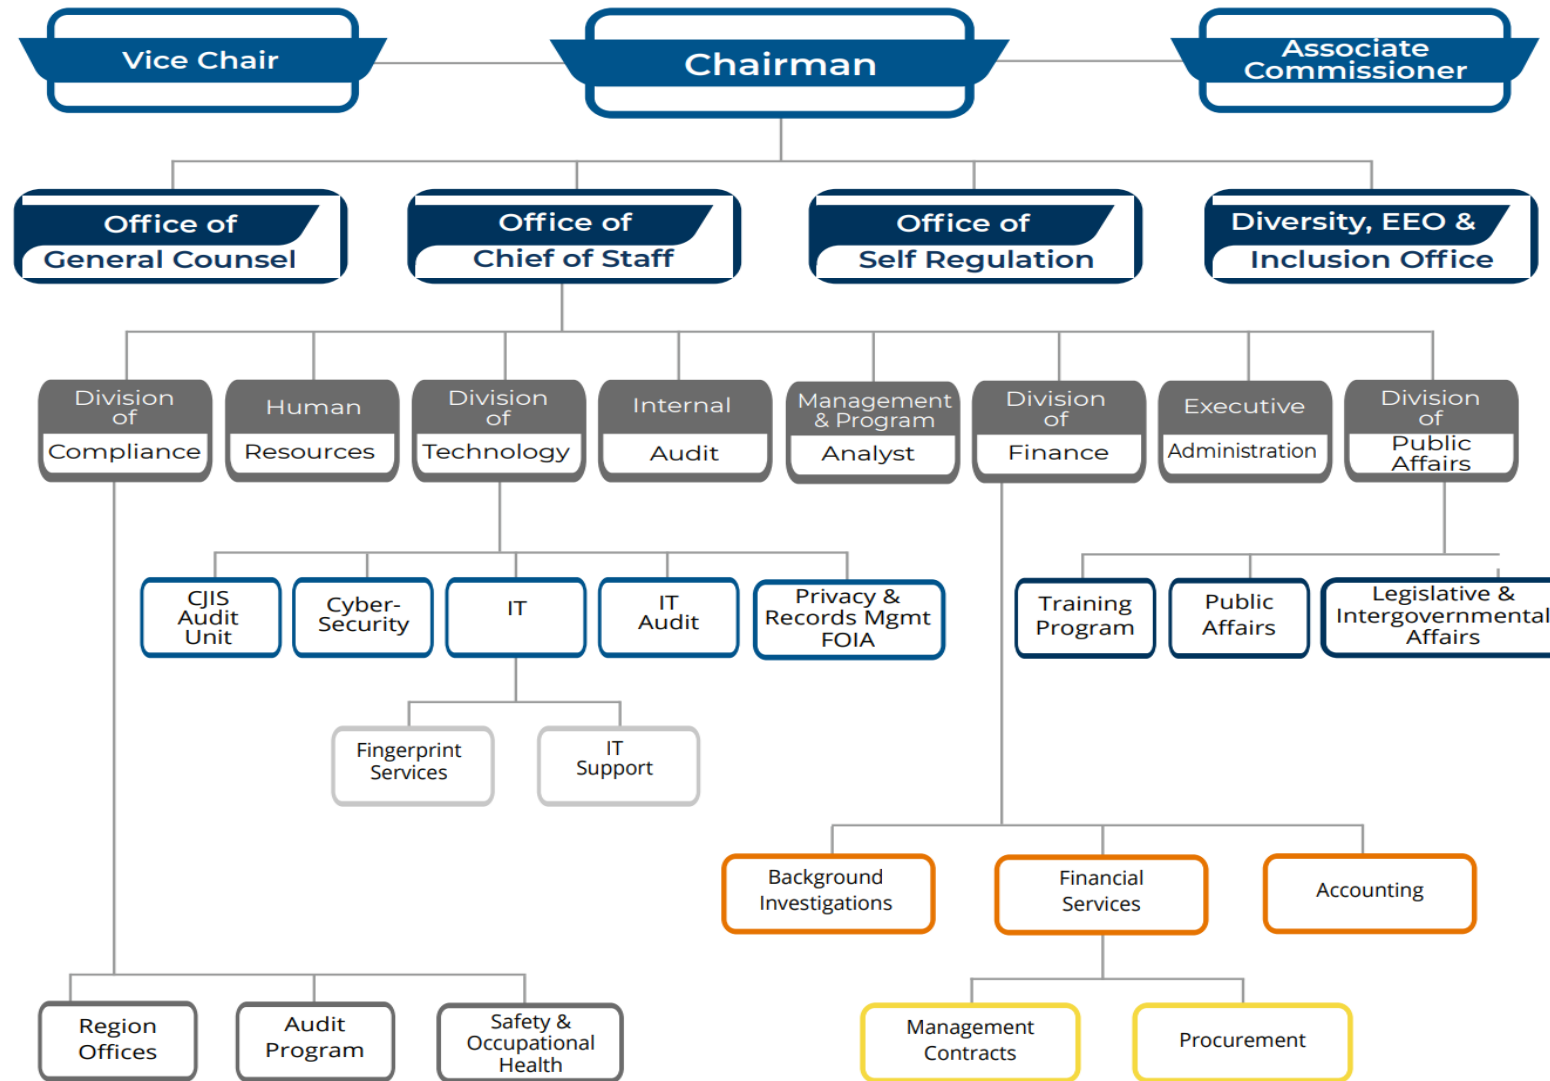 Vice Chair
Chairman
Associate
Commissioner
Office of
General Counsel
Office of
Chief of Staff
Office of
Self Regulation
Diversity, EEO &
Inclusion Office
Division
of
Compliance
Human
Resources
Division
of
Technology
Internal
Audit
Management
& Program
Analyst
Division
of
Finance
Executive
Administration
Division
of
Public
Affairs
CJIS
Audit
Unit
Cyber-
Security
IT
IT
Audit
Privacy &
Records Mgmt
FOIA
Training
Program
Public
Affairs
Legislative &
Intergovernmental
Affairs
Fingerprint
Services
IT
Support
Background
Investigations
Financial
Services
Accounting
Region
Offices
Audit
Program
Safety &
Occupational
Health
Management
Contracts
Procurement